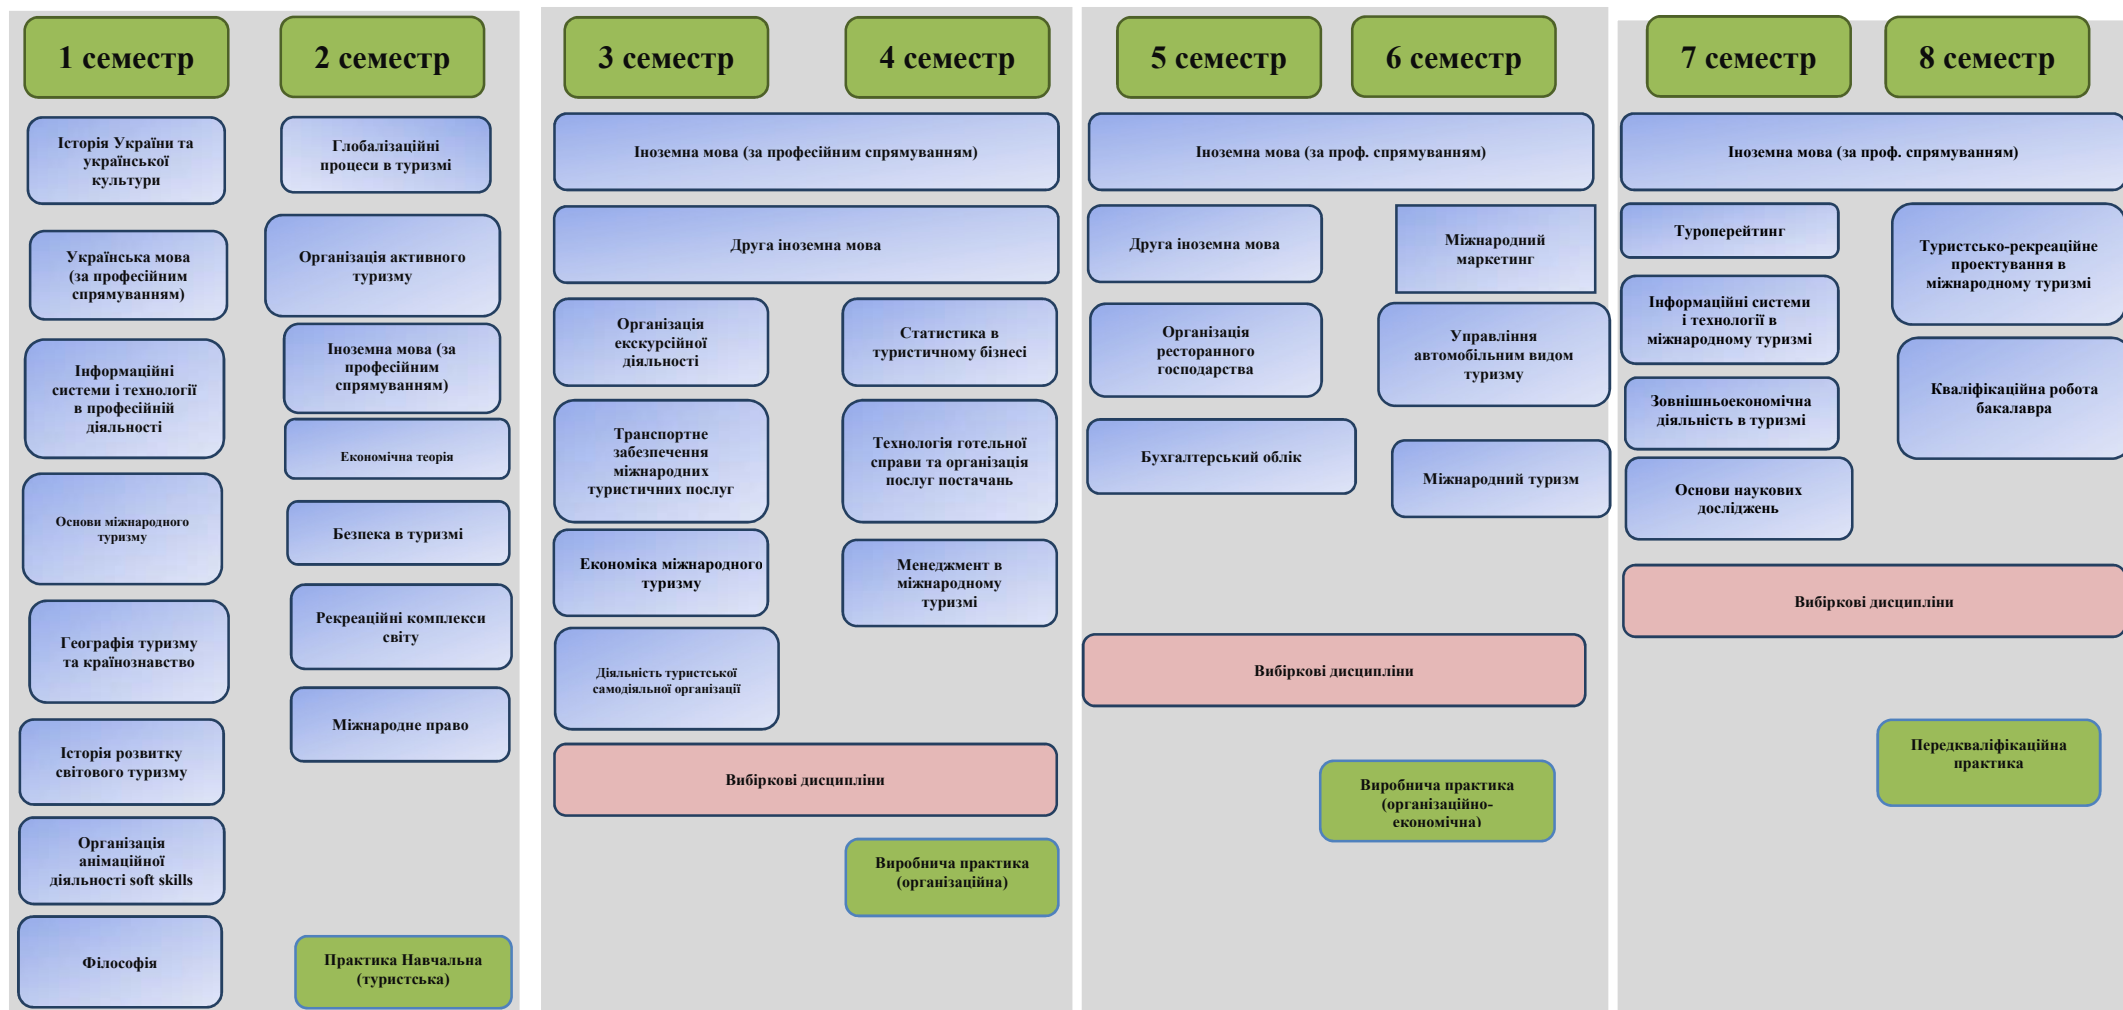 1 семестр
2 семестр
3 семестр
4 семестр
5 семестр
6 семестр
7 семестр
8 семестр
Історія України та
української
культури
Українська мова
(за професійним
спрямуванням)
Інформаційні
системи і технології
в професійній
діяльності
Основи міжнародного
туризму
Географія туризму
та країнознавство
Історія розвитку
світового туризму
Організація
анімаційної
діяльності soft skills
Філософія
Глобалізаційні
процеси в туризмі
Організація активного
туризму
Іноземна мова (за
професійним
спрямуванням)
Економічна теорія
Безпека в туризмі
Рекреаційні комплекси
світу
Міжнародне право
Практика Навчальна
(туристська)
Іноземна мова (за професійним спрямуванням)
Друга іноземна мова
Організація
екскурсійної
діяльності
Транспортне
забезпечення
міжнародних
туристичних послуг
Економіка міжнародного
туризму
Діяльність туристської
самодіяльної організації
Статистика в
туристичному бізнесі
Технологія готельної
справи та організація
послуг постачань
Менеджмент в
міжнародному
туризмі
Вибіркові дисципліни
Виробнича практика
(організаційна)
Іноземна мова (за проф. спрямуванням)
Друга іноземна мова
Організація
ресторанного
господарства
Бухгалтерський облік
Міжнародний
маркетинг
Управління
автомобільним видом
туризму
Міжнародний туризм
Вибіркові дисципліни
Виробнича практика
(організаційно-
економічна)
Іноземна мова (за проф. спрямуванням)
Туроперейтинг
Інформаційні системи
і технології в
міжнародному туризмі
Зовнішньоекономічна
діяльність в туризмі
Основи наукових
досліджень
Туристсько-рекреаційне
проектування в
міжнародному туризмі
Кваліфікаційна робота
бакалавра
Вибіркові дисципліни
Передкваліфікаційна
практика